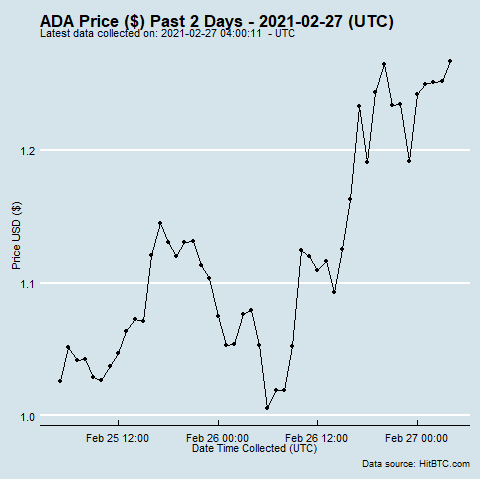 ADA Price ($) Past 2 Days - 2021-02-27 (UTC)
Latest data collected on: 2021-02-27 04:00:11  - UTC
1.2
1.1
1.0
Price USD ($)
Feb 25 12:00
Feb 26 00:00
Feb 26 12:00
Feb 27 00:00
Date Time Collected (UTC)
Data source: HitBTC.com